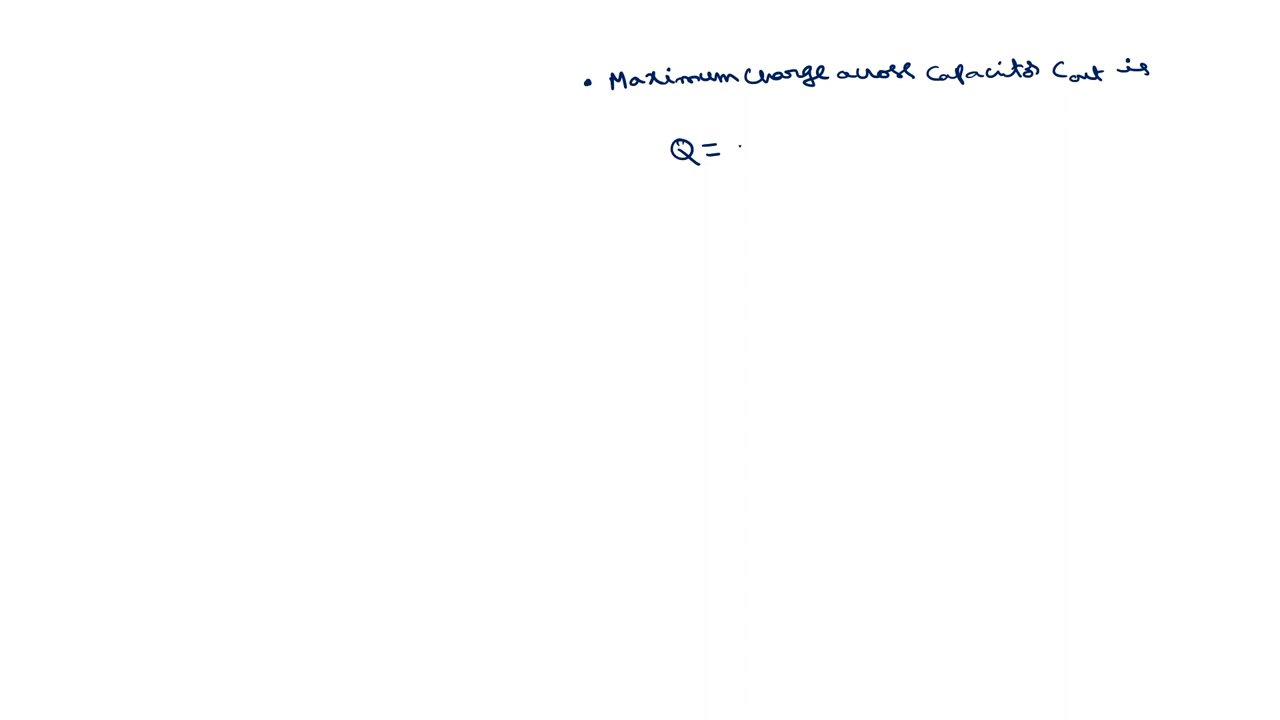 • Maximum charge across capacitor Cout is
Q =